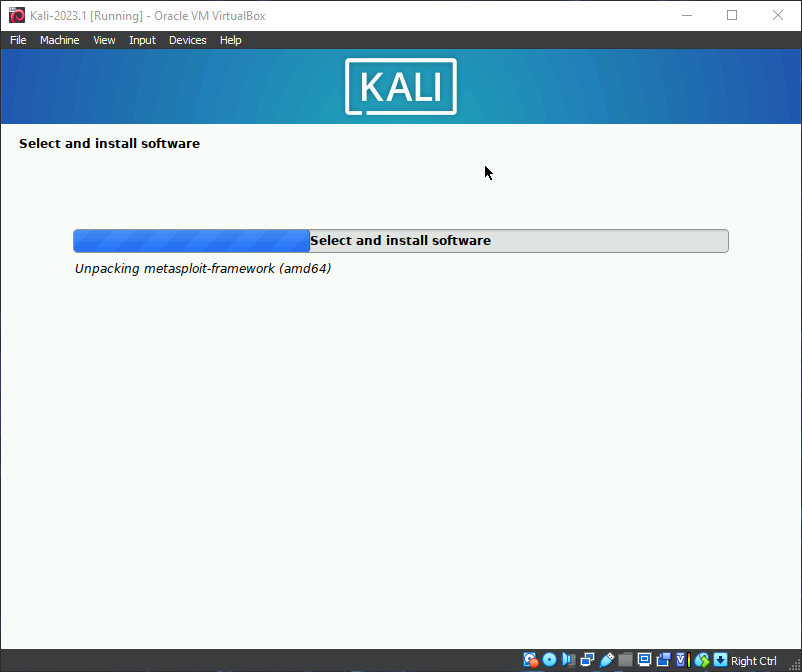 Kali-2023.1 [Running] - Oracle VM VirtualBox
File Machine View Input Devices Help
KALI
Select and install software
Select and install software
Unpacking metasploit-framework (amd64)
Right Ctrl